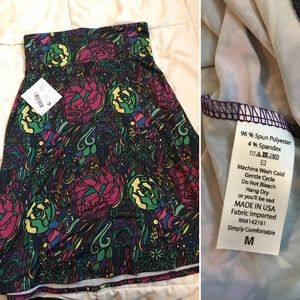 96% Spun Polyester
4% Spandex
Machine Wash Cold
Gentle Cycle
Do Not Bleach
Hang Dry
or you'll be sad
MADE IN USA
Fabric Imported
RN#142161
Simply Comfortable
M